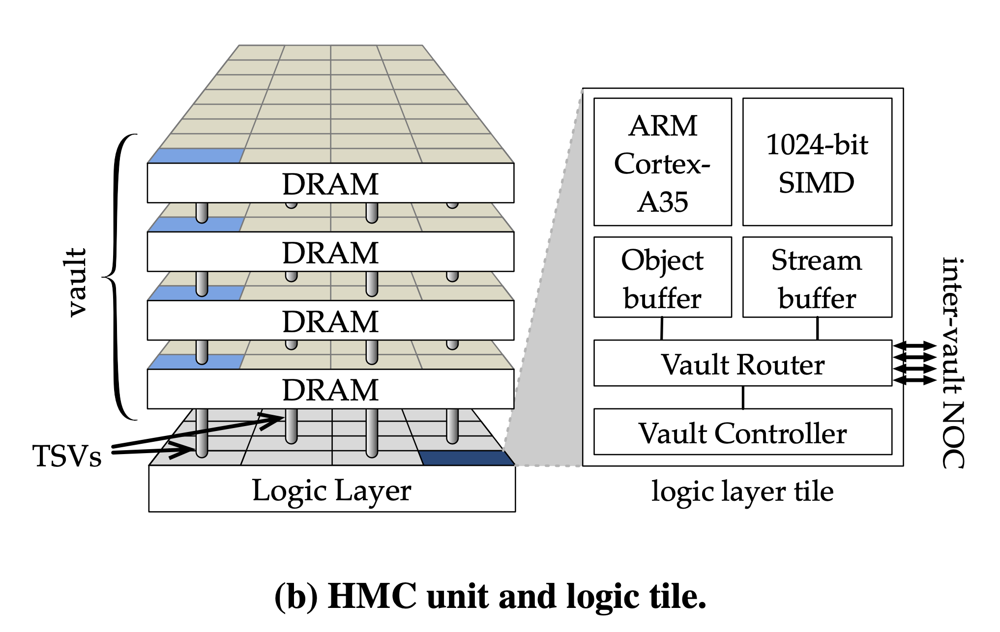 vault
DRAM
DRAM
DRAM
DRAM
TSVs
Logic Layer
ARM
Cortex-
A35
1024-bit
SIMD
Object
buffer
Stream
buffer
Vault Router
Vault Controller
inter-vault NOC
logic layer tile
(b) HMC unit and logic tile.